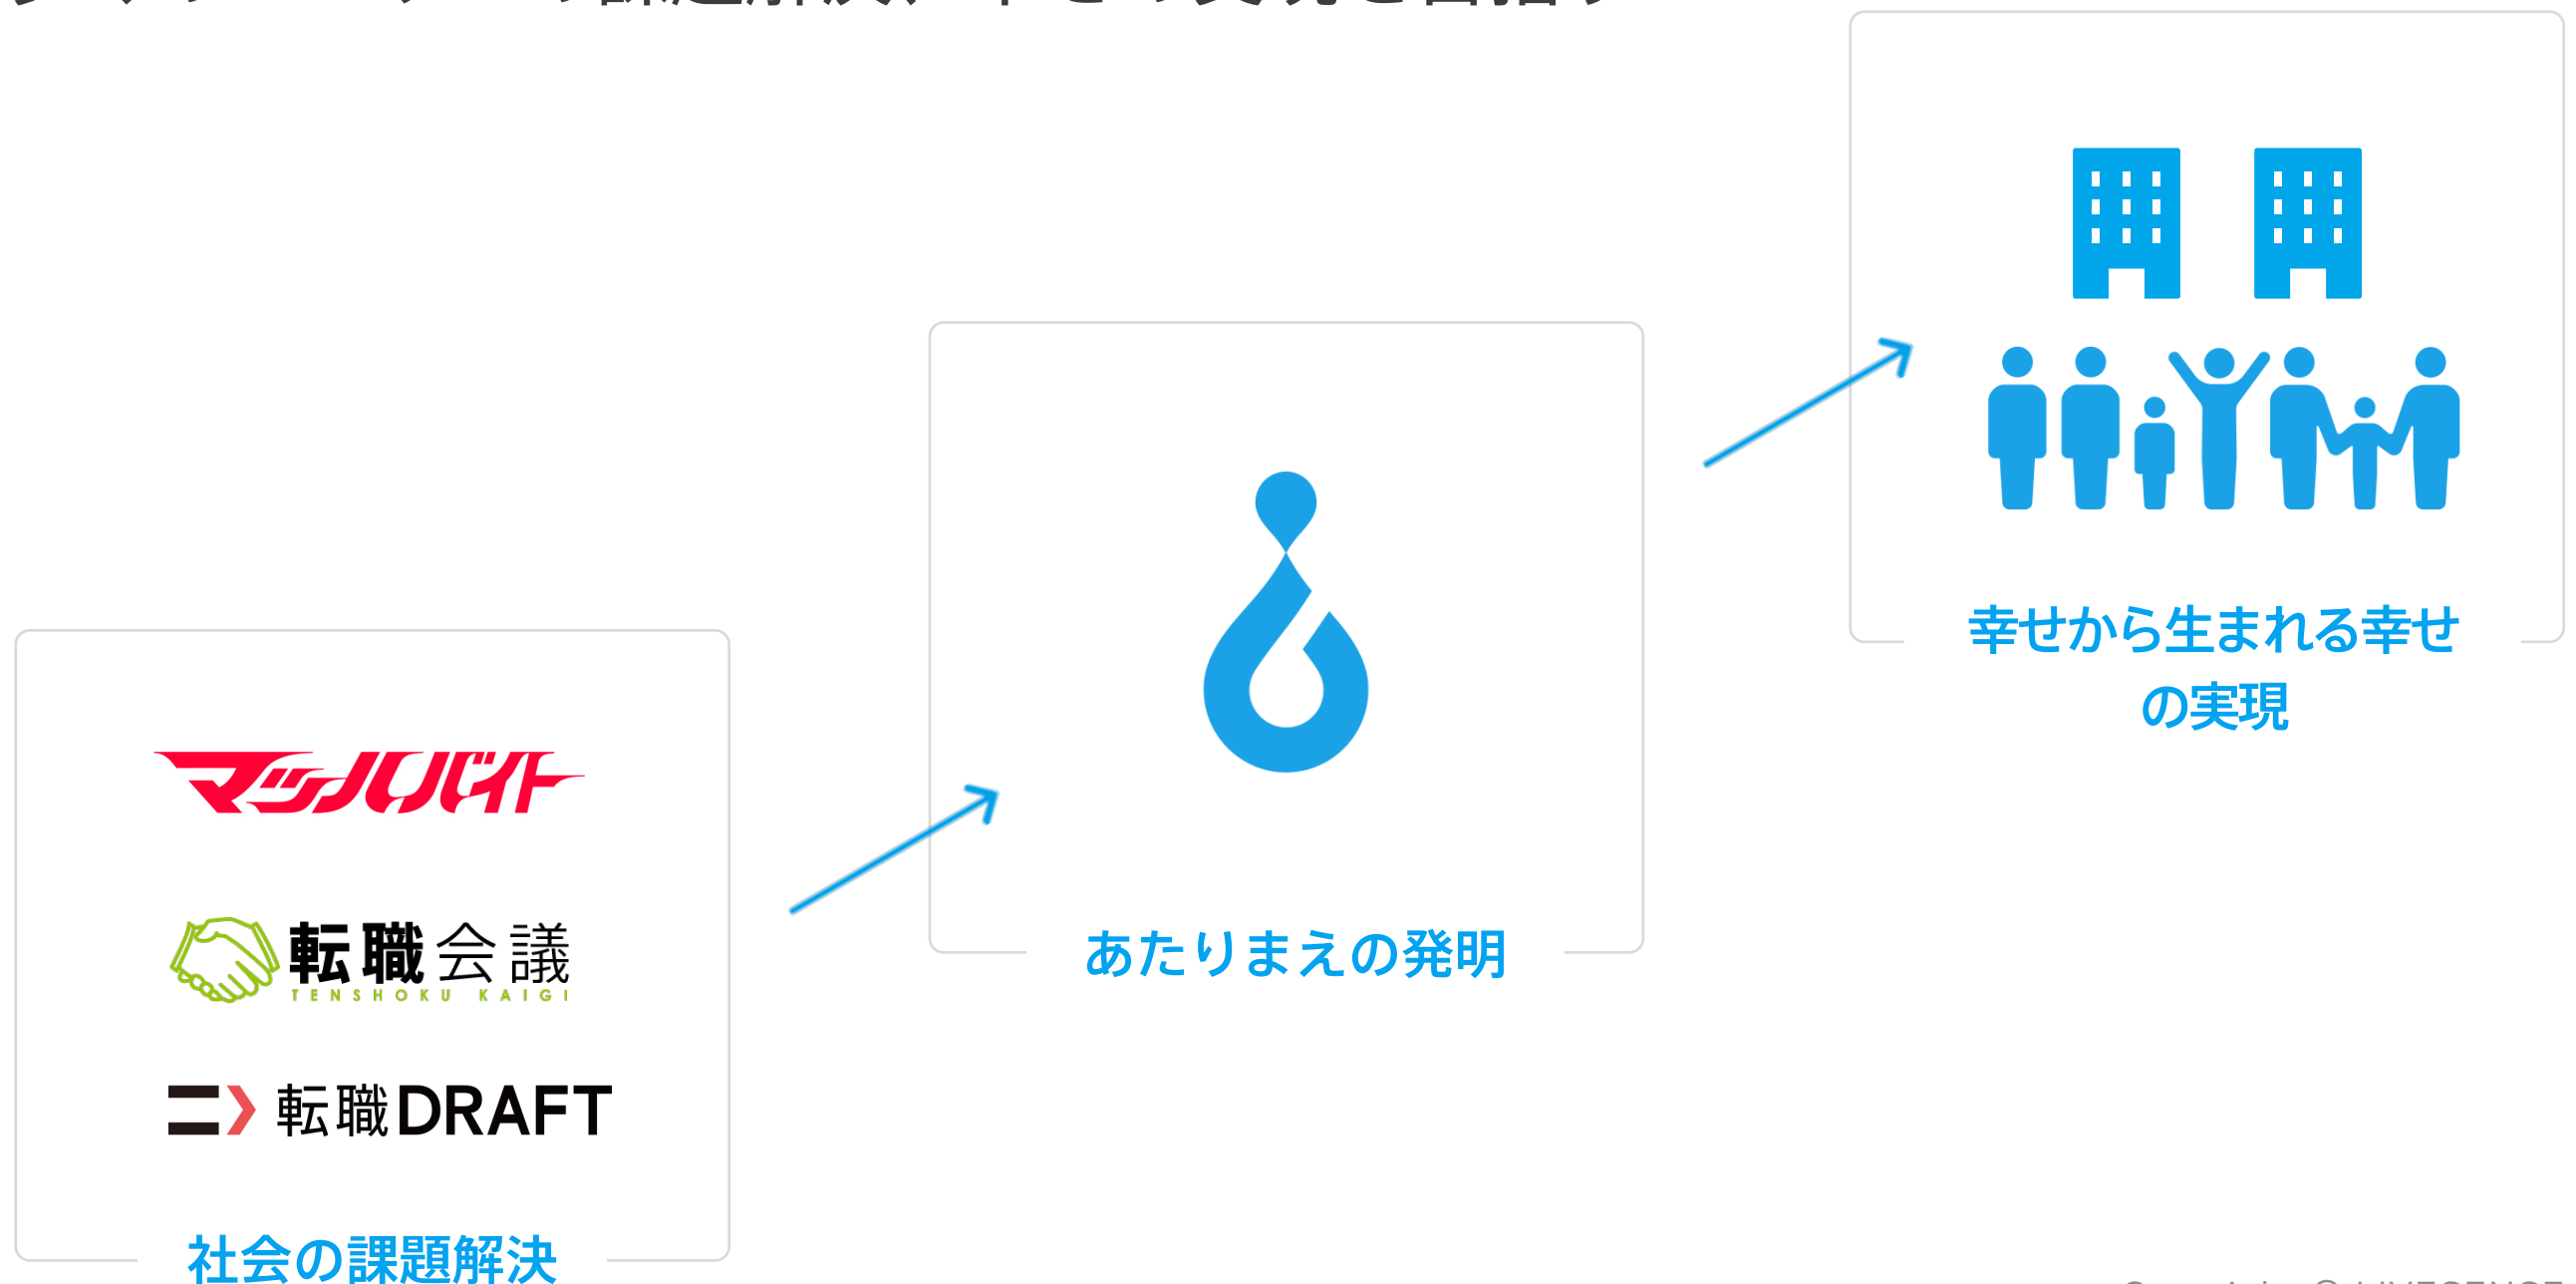 幸せから生まれる幸せ
の実現
あたりまえの発明
マッハバイト
転職会議
TENSHOKU KAIGI
転職DRAFT
社会の課題解決